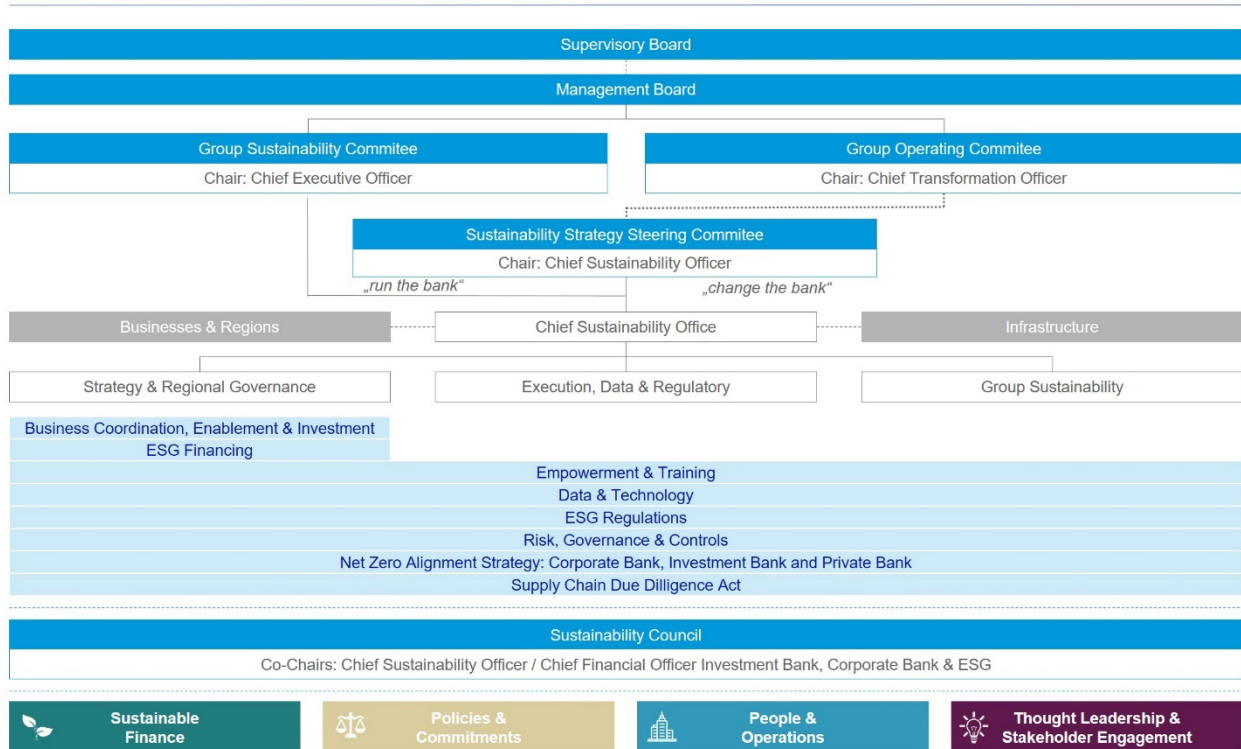 Supervisory Board
Management Board
Group Sustainability Commitee
Chair: Chief Executive Officer
Group Operating Commitee
Chair: Chief Transformation Officer
Sustainability Strategy Steering Commitee
Chair: Chief Sustainability Officer
„run the bank“
„change the bank“
Businesses & Regions
Chief Sustainability Office
Infrastructure
Strategy & Regional Governance
Execution, Data & Regulatory
Group Sustainability
Business Coordination, Enablement & Investment
ESG Financing
Empowerment & Training
Data & Technology
ESG Regulations
Risk, Governance & Controls
Net Zero Alignment Strategy: Corporate Bank, Investment Bank and Private Bank
Supply Chain Due Dilligence Act
Sustainability Council
Co-Chairs: Chief Sustainability Officer / Chief Financial Officer Investment Bank, Corporate Bank & ESG
Sustainable
Finance
Policies &
Commitments
People &
Operations
Thought Leadership &
Stakeholder Engagement